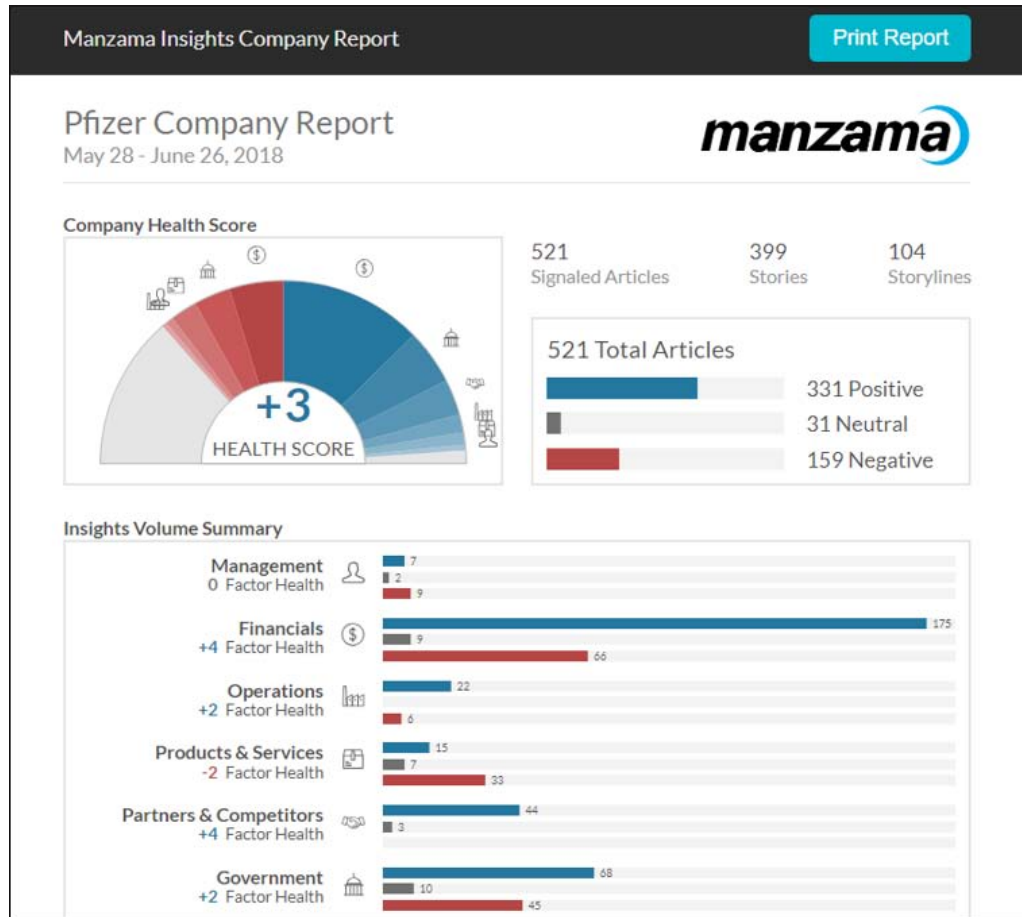 Manzama Insights Company Report
Print Report
Pfizer Company Report
May 28 - June 26, 2018
manzama
Company Health Score
+3
HEALTH SCORE
521
Signaled Articles
399
Stories
104
Storylines
521 Total Articles
331 Positive
31 Neutral
159 Negative
Insights Volume Summary
Management
0 Factor Health
7
2
9
Financials
+4 Factor Health
175
9
66
Operations
+2 Factor Health
22
6
Products & Services
-2 Factor Health
15
7
33
Partners & Competitors
+4 Factor Health
44
3
Government
+2 Factor Health
68
10
45